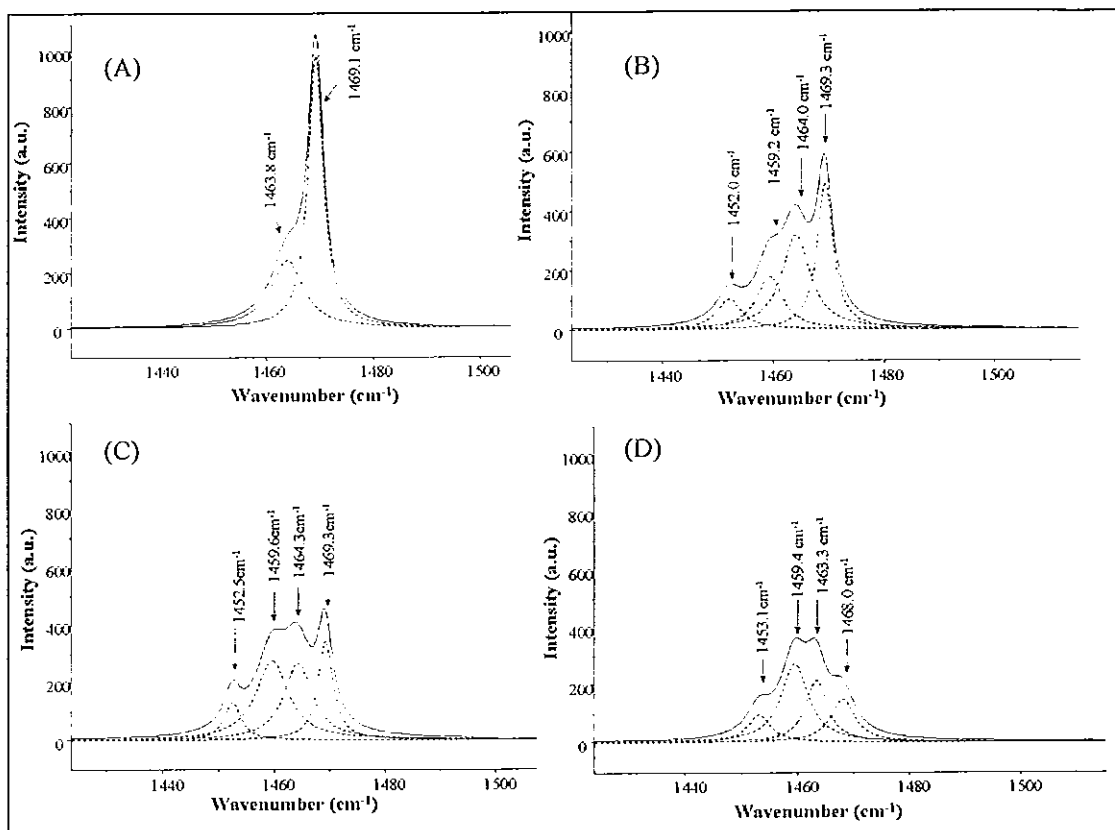 (A)
1463.8 cm⁻¹
1469.1 cm⁻¹
Intensity (a.u.)
1000
800
600
400
200
0
1440
1460
1480
1500
Wavenumber (cm⁻¹)
(B)
1452.0 cm⁻¹
1459.2 cm⁻¹
1464.0 cm⁻¹
1469.3 cm⁻¹
Intensity (a.u.)
1000
800
600
400
200
0
1440
1460
1480
1500
Wavenumber (cm⁻¹)
(C)
1452.5cm⁻¹
1459.6cm⁻¹
1464.3cm⁻¹
1469.3cm⁻¹
Intensity (a.u.)
1000
800
600
400
200
0
1440
1460
1480
1500
Wavenumber (cm⁻¹)
(D)
1453.1cm⁻¹
1459.4 cm⁻¹
1463.3 cm⁻¹
1468.0 cm⁻¹
Intensity (a.u.)
1000
800
600
400
200
0
1440
1460
1480
1500
Wavenumber (cm⁻¹)